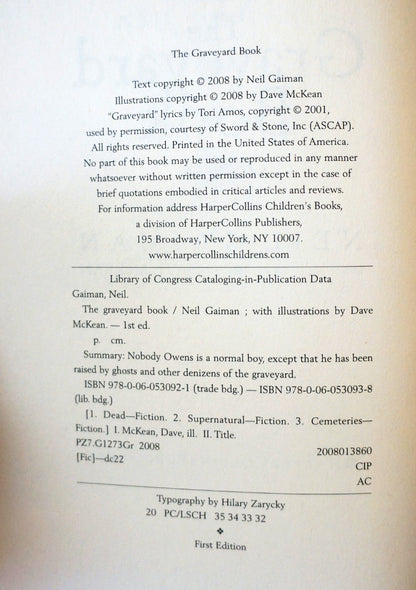 The Graveyard Book
Text copyright © 2008 by Neil Gaiman
Illustrations copyright © 2008 by Dave McKean
"Graveyard" lyrics by Tori Amos, copyright © 2001,
used by permission, courtesy of Sword & Stone, Inc (ASCAP).
All rights reserved. Printed in the United States of America.
No part of this book may be used or reproduced in any manner
whatsoever without written permission except in the case of
brief quotations embodied in critical articles and reviews.
For information address HarperCollins Children's Books,
a division of HarperCollins Publishers,
195 Broadway, New York, NY 10007.
www.harpercollinschildrens.com
Library of Congress Cataloging-in-Publication Data
Gaiman, Neil.
The graveyard book / Neil Gaiman ; with illustrations by Dave
McKean. — 1st ed.
p. cm.
Summary: Nobody Owens is a normal boy, except that he has been
raised by ghosts and other denizens of the graveyard.
ISBN 978-0-06-053092-1 (trade bdg.) — ISBN 978-0-06-053093-8
(lib. bdg.)
[1. Dead—Fiction. 2. Supernatural—Fiction. 3. Cemeteries—
Fiction.] I. McKean, Dave, ill. II. Title.
PZ7.G1273Gr 2008 2008013860
[Fic]—dc22 CIP
AC
Typography by Hilary Zarycky
20 PC/LSCH 35 34 33 32
First Edition